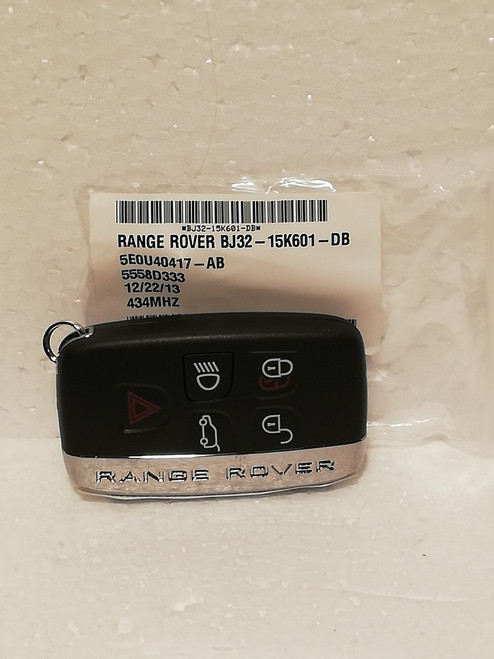 *BJ32-15K601-DB*
RANGE ROVER BJ32-15K601-DB
5E0U40417-AB
5558D333
12/22/13
434MHZ
RANGE ROVER